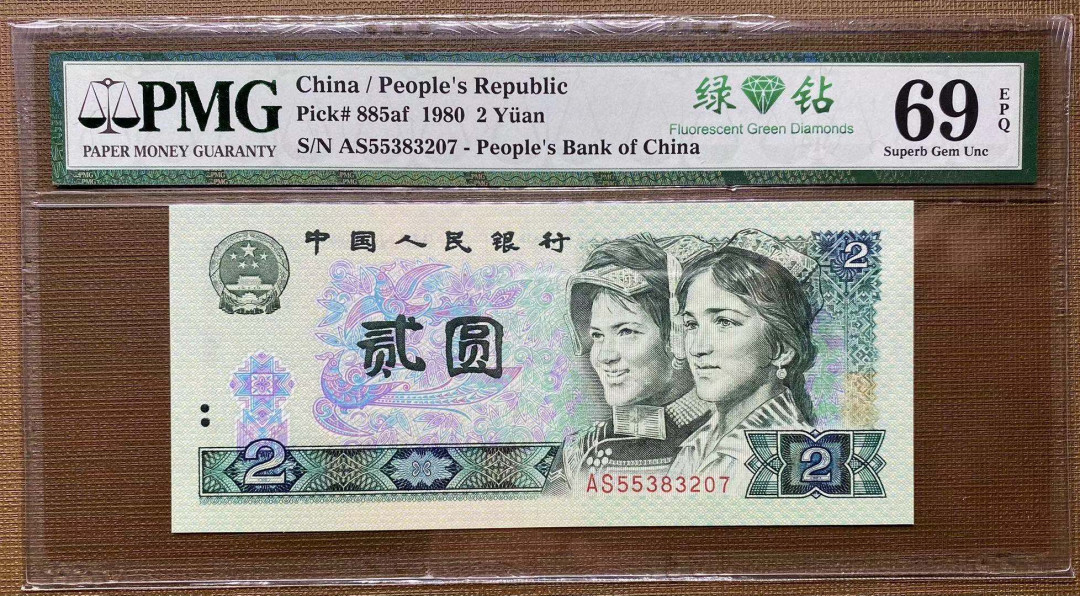 PMG
PAPER MONEY GUARANTY
China / People's Republic
Pick# 885af 1980 2 Yüan
S/N AS55383207 - People's Bank of China
绿 钻
Fluorescent Green Diamonds
69
EPQ
Superb Gem Unc
中国人民银行
2
贰圆
2
AS55383207
2